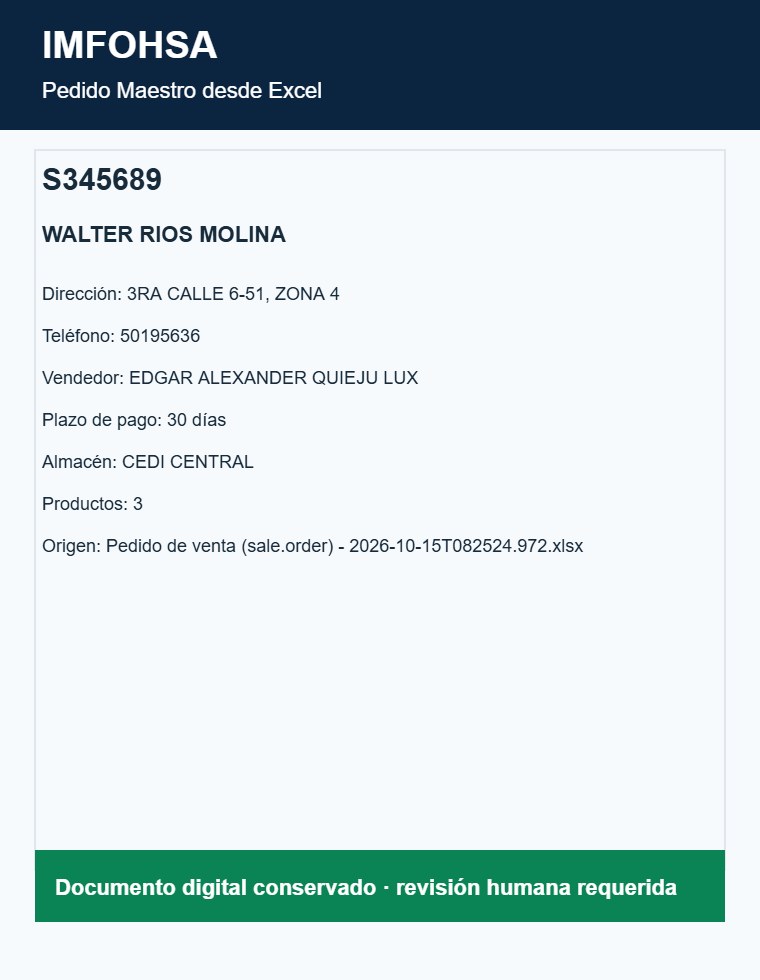 IMFOHSA
Pedido Maestro desde Excel
S345689
WALTER RIOS MOLINA
Dirección: 3RA CALLE 6-51, ZONA 4
Teléfono: 50195636
Vendedor: EDGAR ALEXANDER QUIEJU LUX
Plazo de pago: 30 días
Almacén: CEDI CENTRAL
Productos: 3
Origen: Pedido de venta (sale.order) - 2026-10-15T082524.972.xlsx
Documento digital conservado · revisión humana requerida